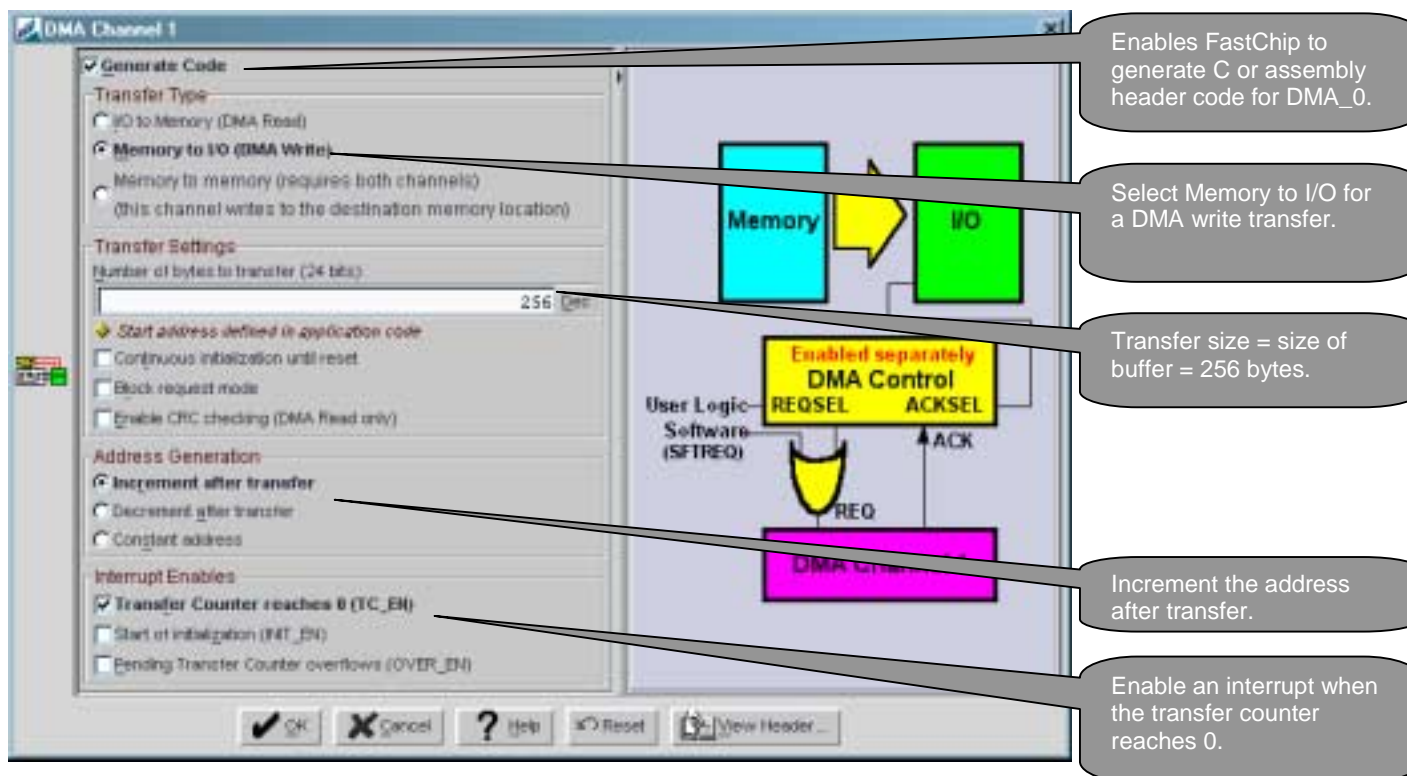 DMA Channel 1
Generate Code
Transfer Type
I/O to Memory (DMA Read)
Memory to I/O (DMA Write)
Memory to memory (requires both channels)
(this channel writes to the destination memory location)
Transfer Settings
Number of bytes to transfer (24 bits)
256 Dec
Start address defined in application code
Continuous initialization until reset
Block request mode
Enable CRC checking (DMA Read only)
Address Generation
Increment after transfer
Decrement after transfer
Constant address
Interrupt Enables
Transfer Counter reaches 0 (TC_EN)
Start of initialization (INIT_EN)
Pending Transfer Counter overflows (OVER_EN)
OK
Cancel
Help
Reset
View Header...
Memory
I/O
Enabled separately
DMA Control
REQSEL ACKSEL
User Logic
Software
(SFTREQ)
ACK
REQ
DMA Channel
Enables FastChip to
generate C or assembly
header code for DMA_0.
Select Memory to I/O for
a DMA write transfer.
Transfer size = size of
buffer = 256 bytes.
Increment the address
after transfer.
Enable an interrupt when
the transfer counter
reaches 0.